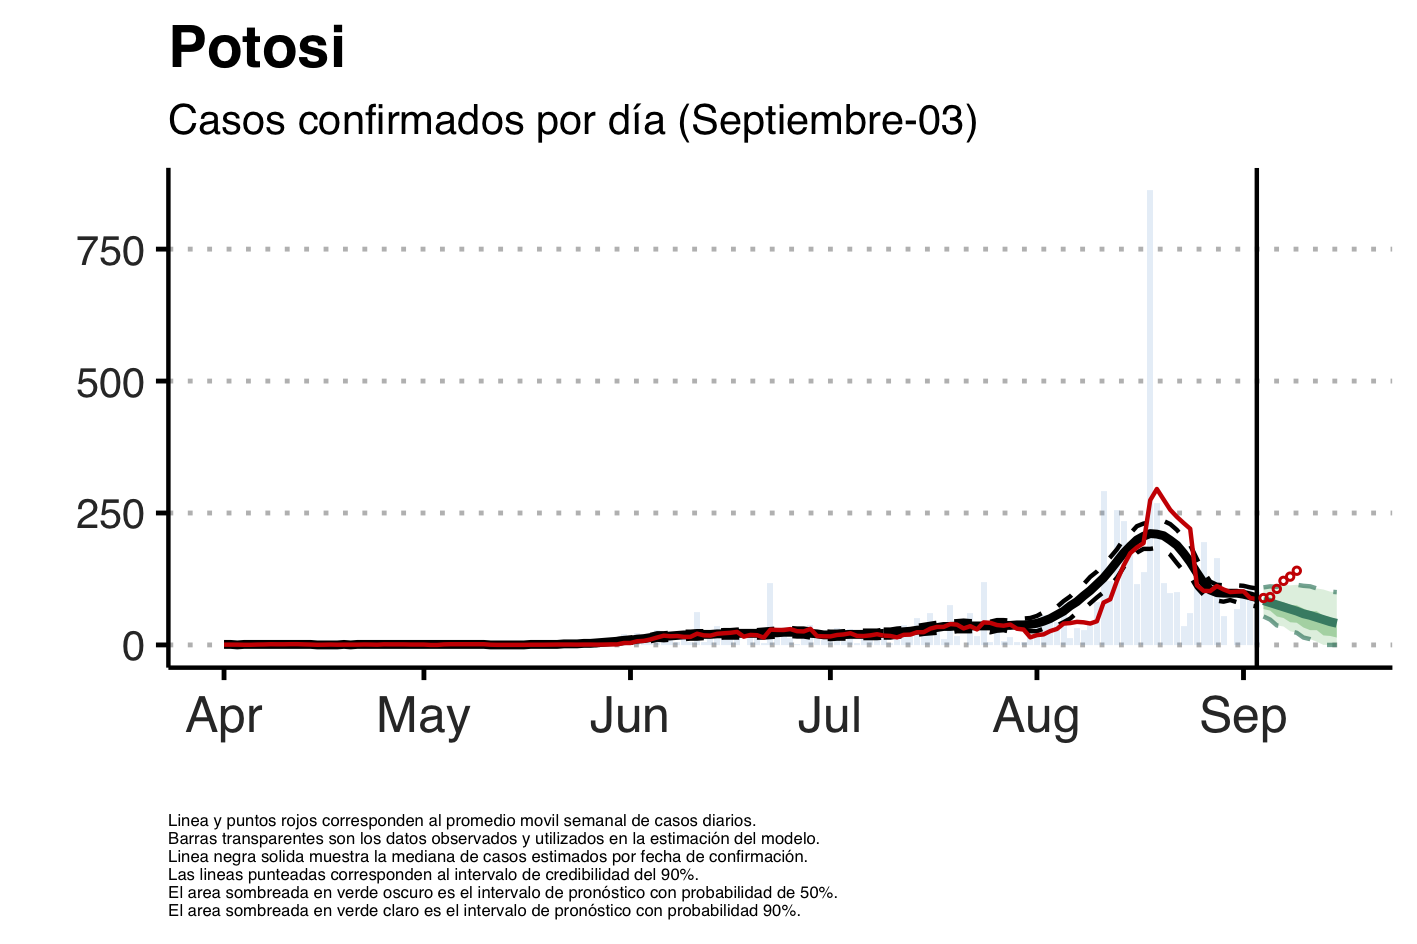 Potosi
Casos confirmados por día (Septiembre-03)
750
500
250
0
Apr May Jun Jul Aug Sep
Linea y puntos rojos corresponden al promedio movil semanal de casos diarios.
Barras transparentes son los datos observados y utilizados en la estimación del modelo.
Linea negra solida muestra la mediana de casos estimados por fecha de confirmación.
Las lineas punteadas corresponden al intervalo de credibilidad del 90%.
El area sombreada en verde oscuro es el intervalo de pronóstico con probabilidad de 50%.
El area sombreada en verde claro es el intervalo de pronóstico con probabilidad 90%.